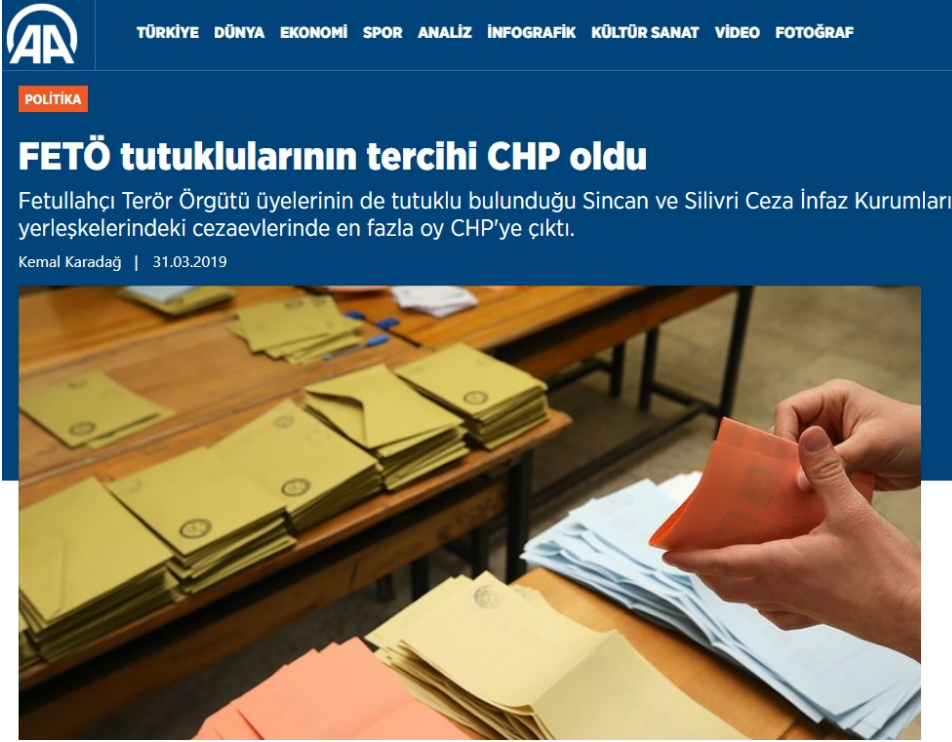 AA
TÜRKİYE DÜNYA EKONOMİ SPOR ANALİZ İNFOGRAFİK KÜLTÜR SANAT VİDEO FOTOĞRAF
POLİTİKA
FETÖ tutuklularının tercihi CHP oldu
Fetullahçı Terör Örgütü üyelerinin de tutuklu bulunduğu Sincan ve Silivri Ceza İnfaz Kurumları
yerleşkelerindeki cezaevlerinde en fazla oy CHP'ye çıktı.
Kemal Karadağ | 31.03.2019